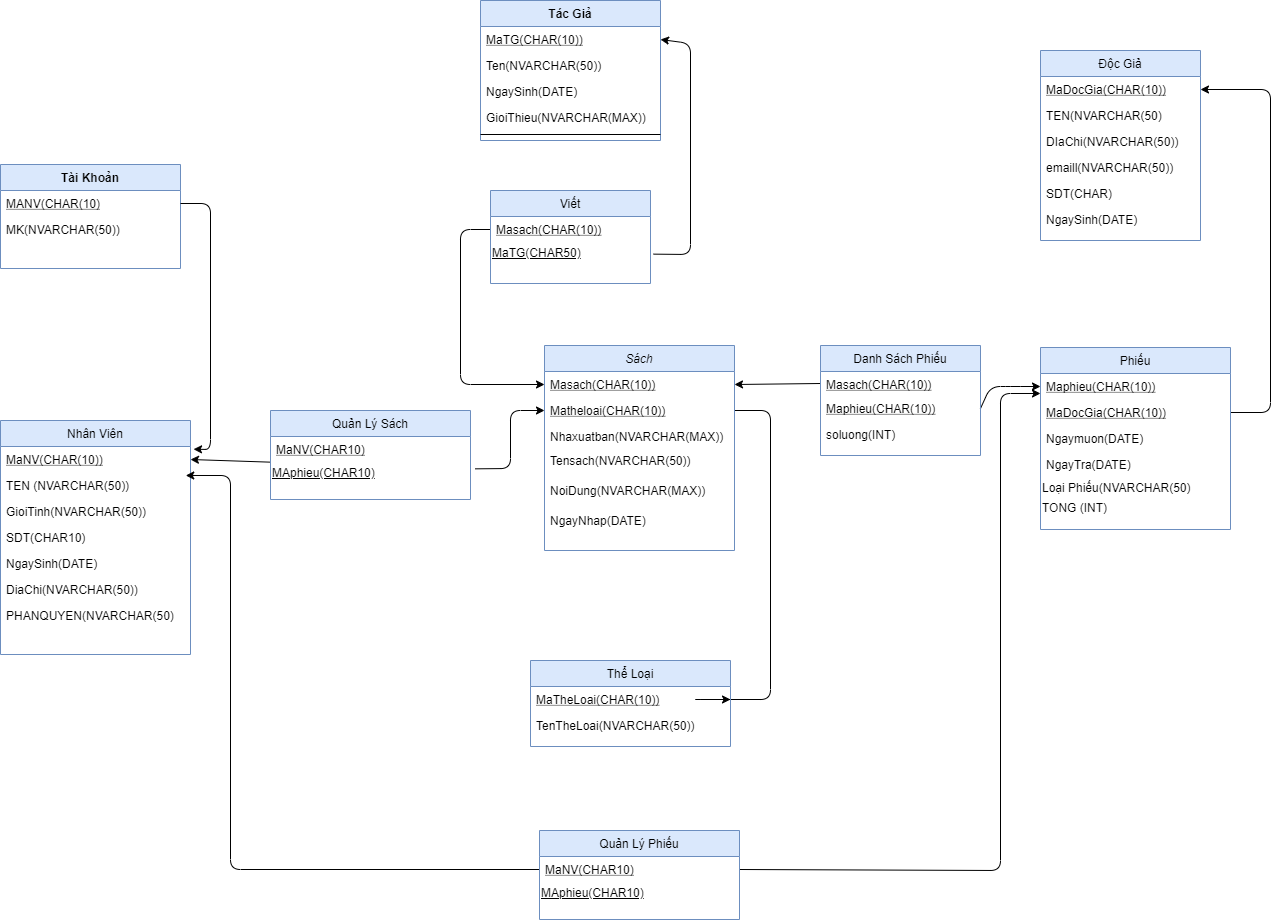 Tác Giả
MaTG(CHAR(10))
Ten(NVARCHAR(50))
NgaySinh(DATE)
GioiThieu(NVARCHAR(MAX))
Độc Giả
MaDocGia(CHAR(10))
TEN(NVARCHAR(50)
DIaChi(NVARCHAR(50))
emaill(NVARCHAR(50))
SDT(CHAR)
NgaySinh(DATE)
Tài Khoản
MANV(CHAR(10)
MK(NVARCHAR(50))
Viết
Masach(CHAR(10))
MaTG(CHAR50)
Sách
Masach(CHAR(10))
Matheloai(CHAR(10))
Nhaxuatban(NVARCHAR(MAX))
Tensach(NVARCHAR(50))
NoiDung(NVARCHAR(MAX))
NgayNhap(DATE)
Danh Sách Phiếu
Masach(CHAR(10))
Maphieu(CHAR(10))
soluong(INT)
Phiếu
Maphieu(CHAR(10))
MaDocGia(CHAR(10))
Ngaymuon(DATE)
NgayTra(DATE)
Loại Phiếu(NVARCHAR(50)
TONG (INT)
Quản Lý Sách
MaNV(CHAR10)
MAphieu(CHAR10)
Nhân Viên
MaNV(CHAR(10))
TEN (NVARCHAR(50))
GioiTinh(NVARCHAR(50))
SDT(CHAR10)
NgaySinh(DATE)
DiaChi(NVARCHAR(50))
PHANQUYEN(NVARCHAR(50)
Thể Loại
MaTheLoai(CHAR(10))
TenTheLoai(NVARCHAR(50))
Quản Lý Phiếu
MaNV(CHAR10)
MAphieu(CHAR10)